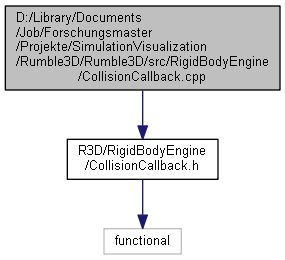 D:/Library/Documents
/Job/Forschungsmaster
/Projekte/SimulationVisualization
/Rumble3D/Rumble3D/src/RigidBodyEngine
/CollisionCallback.cpp
R3D/RigidBodyEngine
/CollisionCallback.h
functional